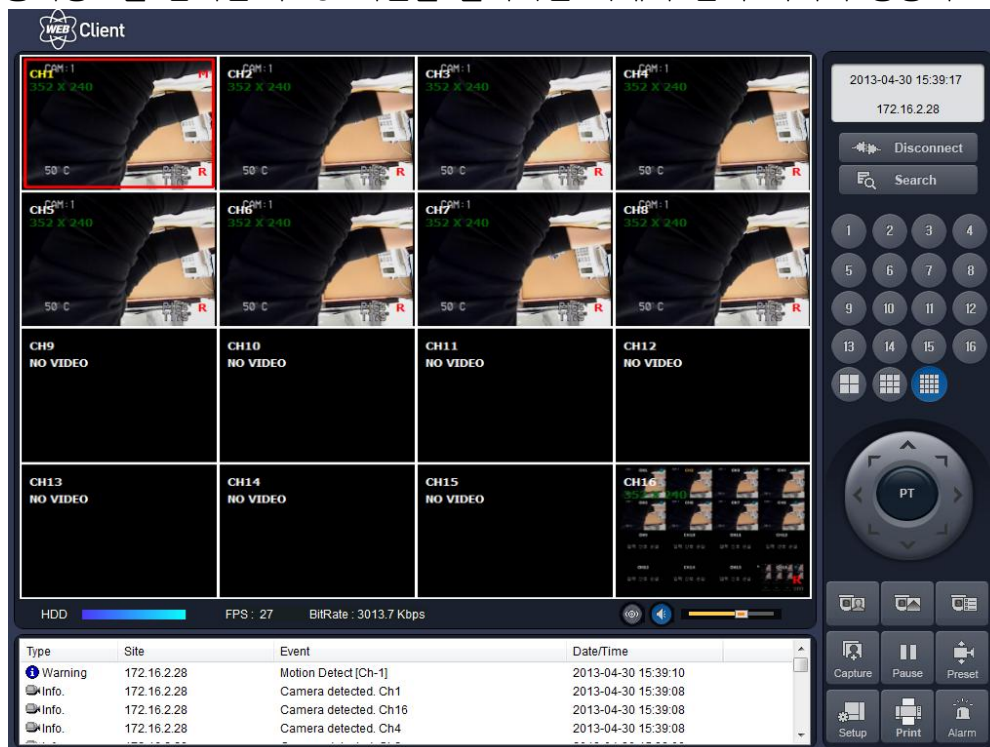 WEB Client
CAM:1
CH1
M
352 X 240
50°C
R
CAM:1
CH2
352 X 240
50°C
R
CAM:1
CH3
352 X 240
50°C
R
CAM:1
CH4
352 X 240
50°C
R
CAM:1
CH5
352 X 240
50°C
R
CAM:1
CH6
352 X 240
50°C
R
CAM:1
CH7
352 X 240
50°C
R
CAM:1
CH8
352 X 240
50°C
R
CH9
NO VIDEO
CH10
NO VIDEO
CH11
NO VIDEO
CH12
NO VIDEO
CH13
NO VIDEO
CH14
NO VIDEO
CH15
NO VIDEO
CH16
352 X 240
R
HDD FPS : 27 BitRate : 3013.7 Kbps
Type Site Event Date/Time
Warning 172.16.2.28 Motion Detect [Ch-1] 2013-04-30 15:39:10
Info. 172.16.2.28 Camera detected. Ch1 2013-04-30 15:39:08
Info. 172.16.2.28 Camera detected. Ch16 2013-04-30 15:39:08
Info. 172.16.2.28 Camera detected. Ch4 2013-04-30 15:39:08
2013-04-30 15:39:17
172.16.2.28
Disconnect
Search
1 2 3 4
5 6 7 8
9 10 11 12
13 14 15 16
PT
Capture Pause Preset
Setup Print Alarm